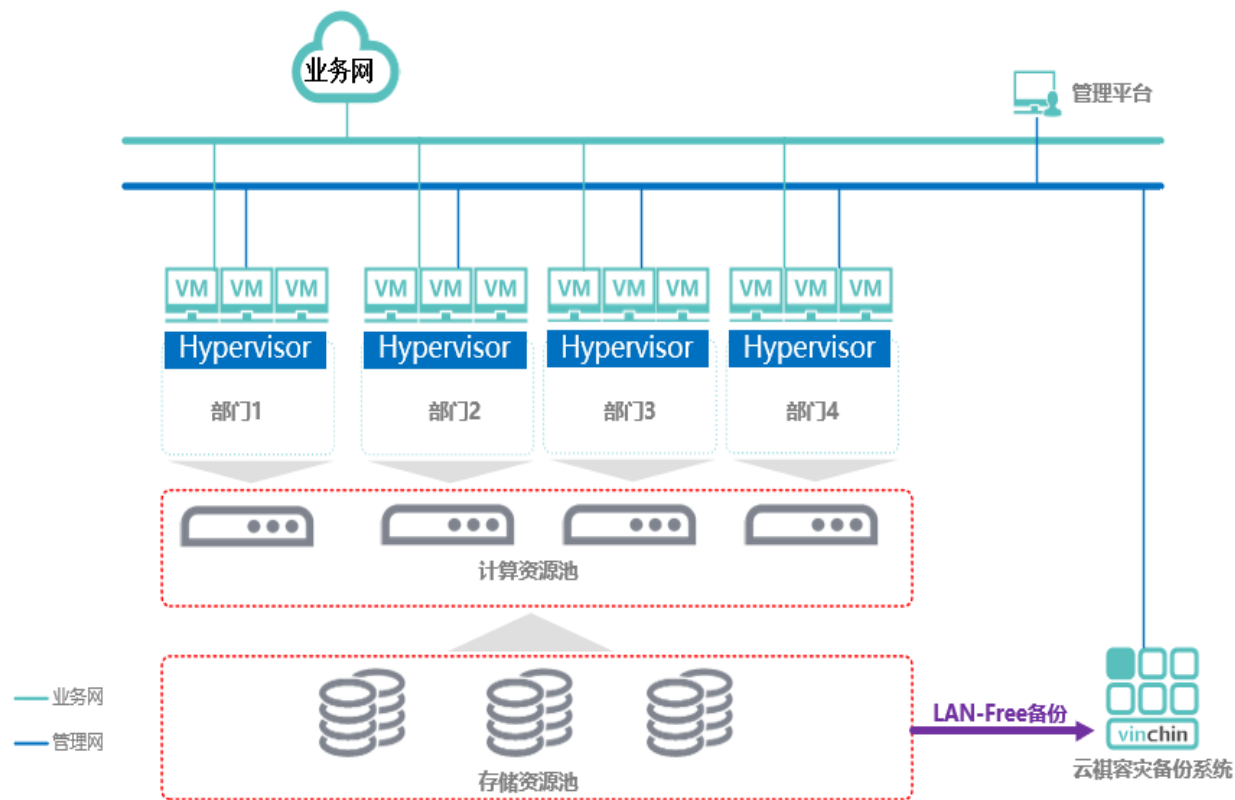 业务网
管理平台
VM VM VM VM VM VM VM VM VM VM VM VM
Hypervisor Hypervisor Hypervisor Hypervisor
部门1 部门2 部门3 部门4
计算资源池
业务网
管理网
存储资源池
LAN-Free备份
vinchin
云祺容灾备份系统